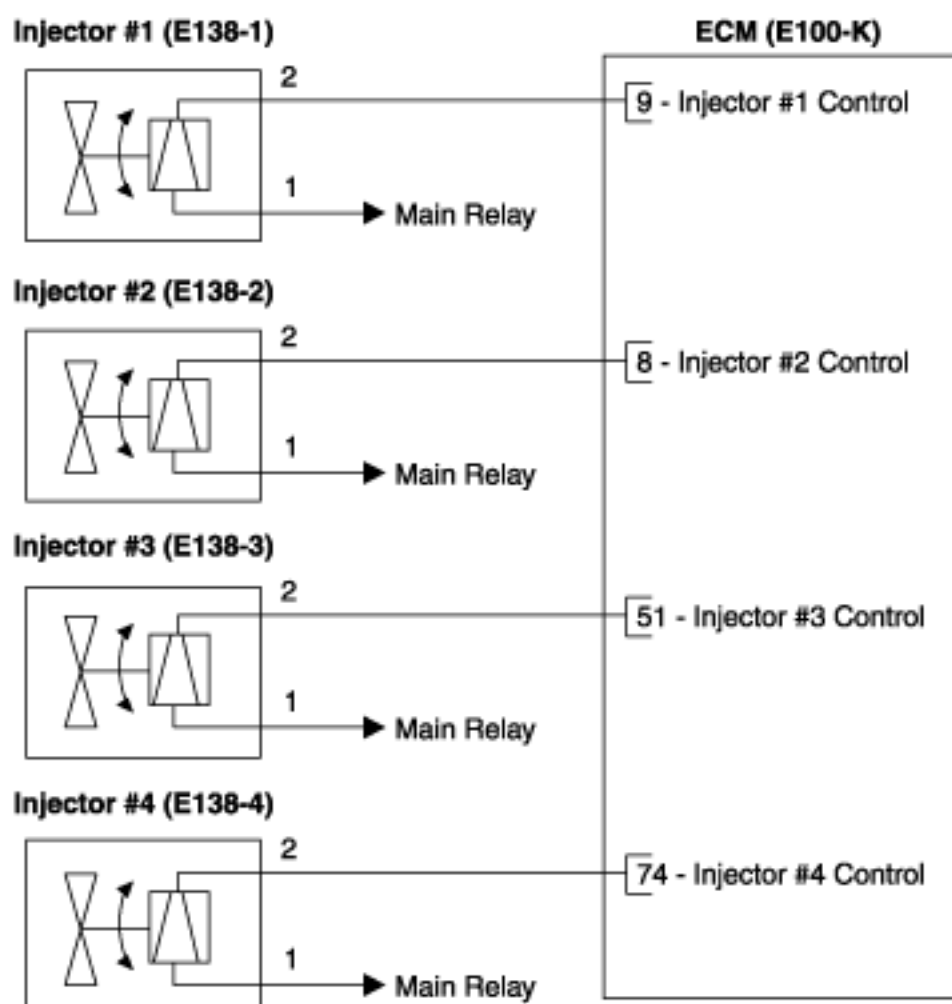 Injector #1 (E138-1)
ECM (E100-K)
2
9 - Injector #1 Control
1
Main Relay
Injector #2 (E138-2)
2
8 - Injector #2 Control
1
Main Relay
Injector #3 (E138-3)
2
51 - Injector #3 Control
1
Main Relay
Injector #4 (E138-4)
2
74 - Injector #4 Control
1
Main Relay